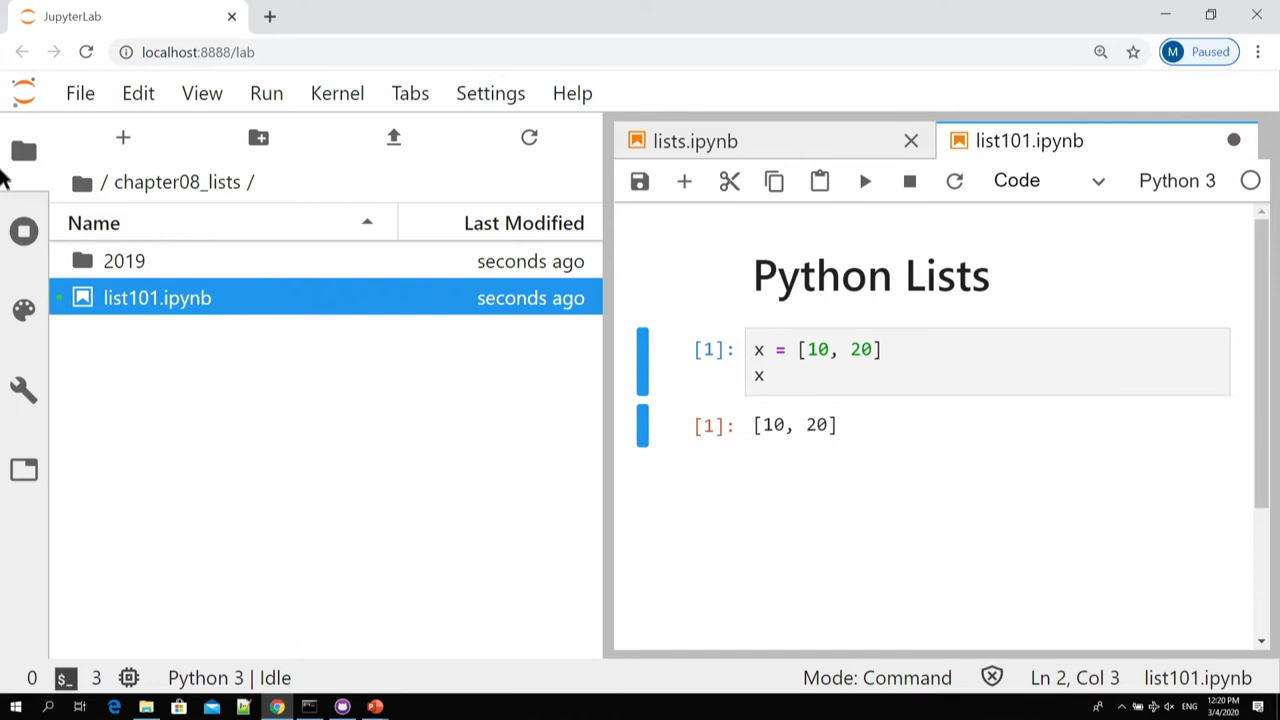 JupyterLab
localhost:8888/lab
M Paused
File Edit View Run Kernel Tabs Settings Help
/ chapter08_lists /
Name Last Modified
2019 seconds ago
list101.ipynb seconds ago
lists.ipynb list101.ipynb
Code Python 3
Python Lists
[1]: x = [10, 20]
x
[1]: [10, 20]
0 $_ 3 Python 3 | Idle Mode: Command Ln 2, Col 3 list101.ipynb
ENG 12:20 PM
3/4/2020